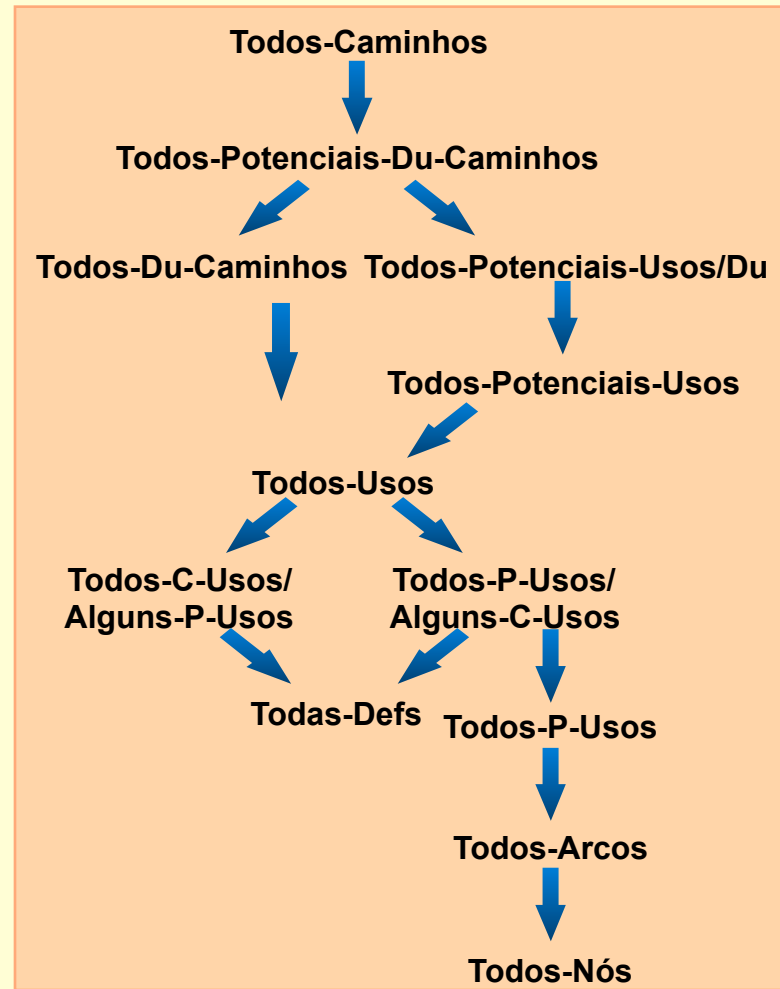 Todos-Caminhos
Todos-Potenciais-Du-Caminhos
Todos-Du-Caminhos
Todos-Potenciais-Usos/Du
Todos-Potenciais-Usos
Todos-Usos
Todos-C-Usos/
Alguns-P-Usos
Todos-P-Usos/
Alguns-C-Usos
Todas-Defs
Todos-P-Usos
Todos-Arcos
Todos-Nós